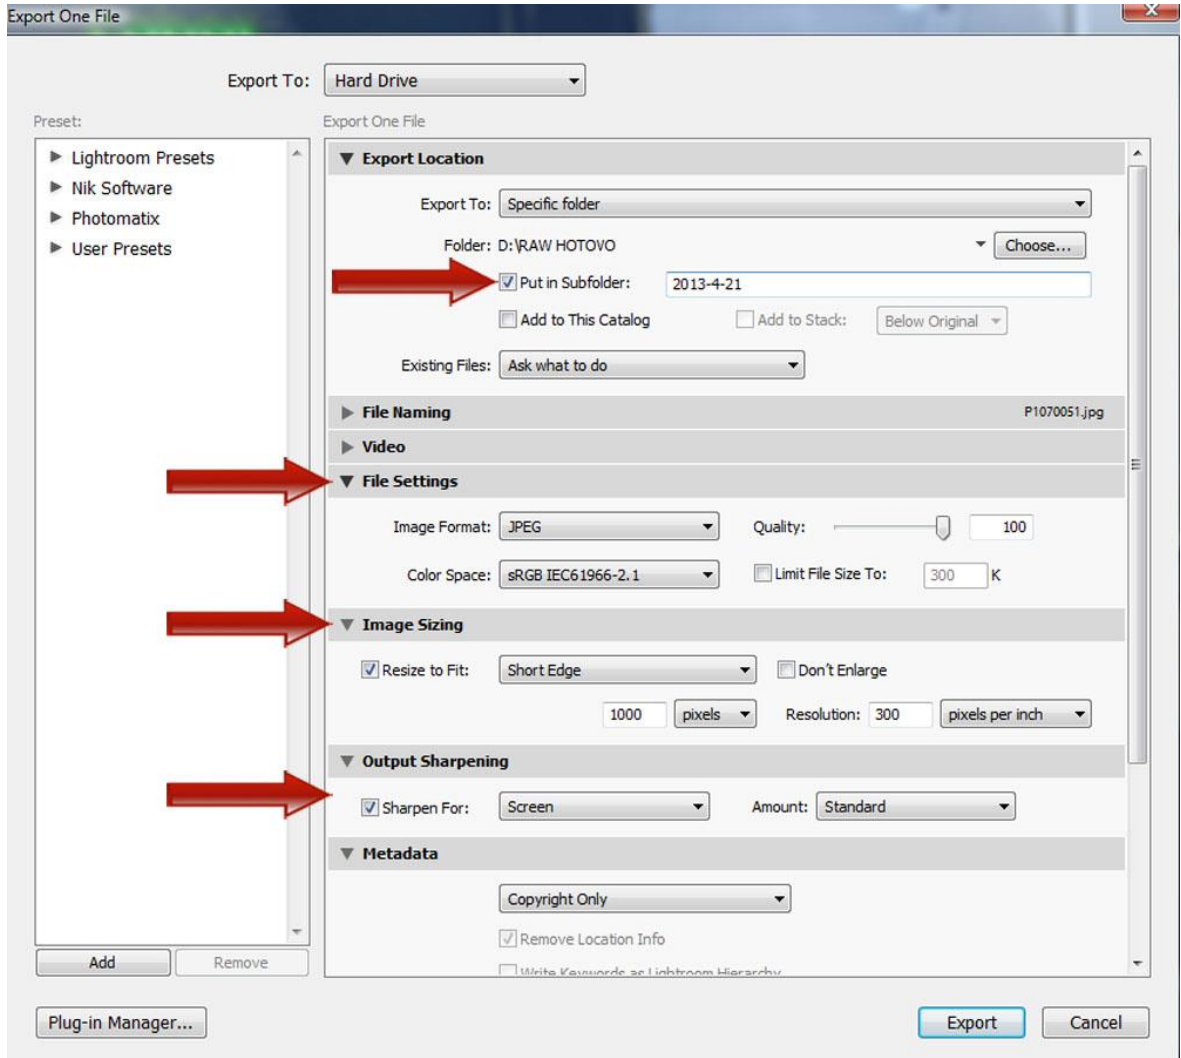 Export One File
Export To: Hard Drive
Preset:
Export One File
Lightroom Presets
Nik Software
Photomatix
User Presets
Export Location
Export To: Specific folder
Folder: D:\RAW HOTOVO Choose...
Put in Subfolder: 2013-4-21
Add to This Catalog Add to Stack: Below Original
Existing Files: Ask what to do
File Naming P1070051.jpg
Video
File Settings
Image Format: JPEG Quality: 100
Color Space: sRGB IEC61966-2.1 Limit File Size To: 300 K
Image Sizing
Resize to Fit: Short Edge Don't Enlarge
1000 pixels Resolution: 300 pixels per inch
Output Sharpening
Sharpen For: Screen Amount: Standard
Metadata
Copyright Only
Remove Location Info
Write Keywords as Lightroom Hierarchy
Add Remove
Plug-in Manager... Export Cancel